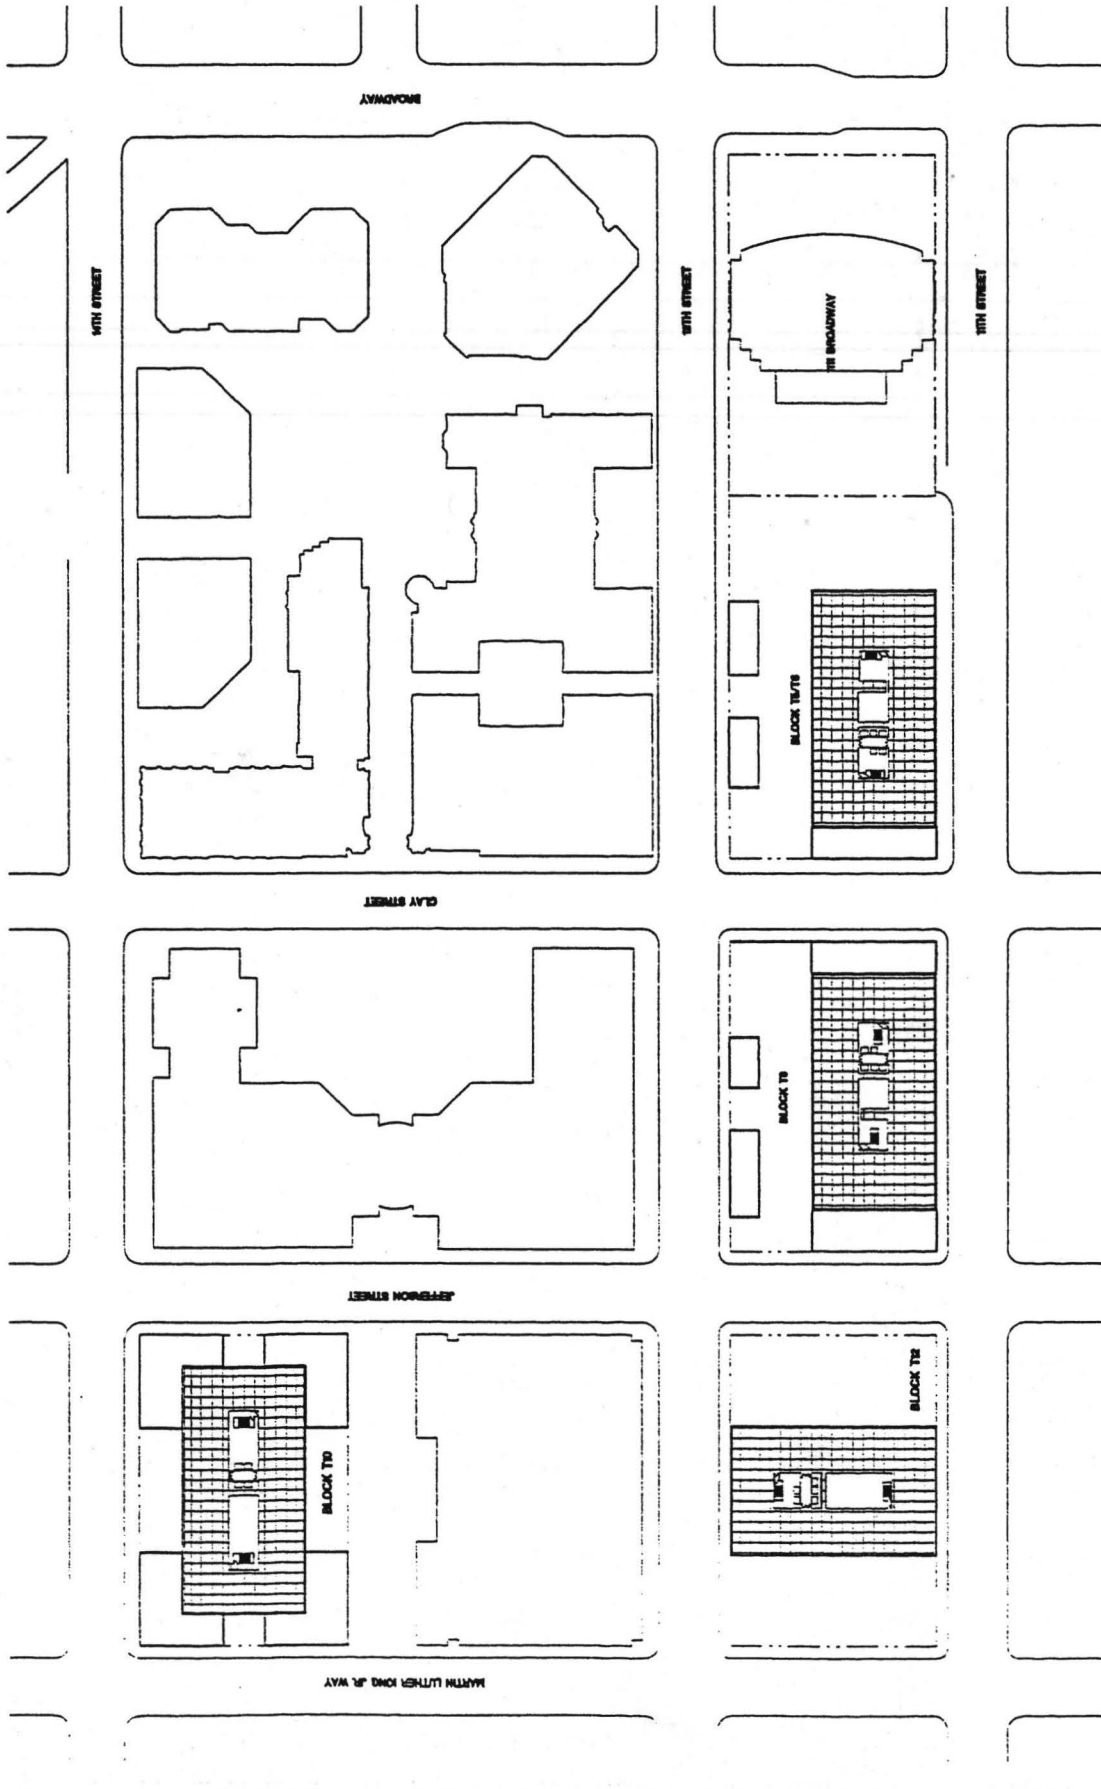 BROADWAY
14TH STREET
12TH STREET
11TH STREET
1111 BROADWAY
BLOCK T5/T6
CLAY STREET
BLOCK T9
JEFFERSON STREET
BLOCK T12
BLOCK T10
MARTIN LUTHER KING, JR. WAY